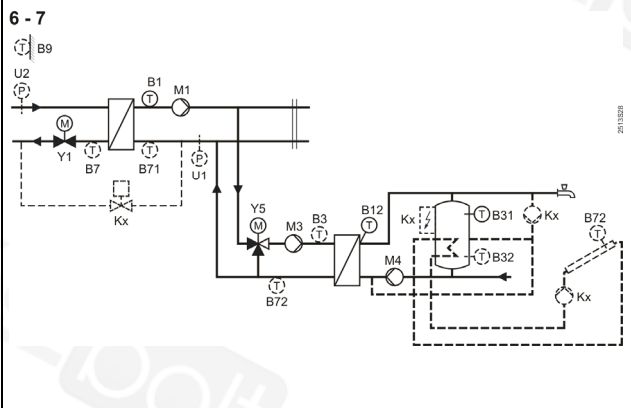 6 - 7
T B9
U2
P
B1
T
M1
M
Y1
T
B7
T
B71
P
U1
Kx
2513S28
Y5
M
M3
B3
T
B12
T
Kx
T B31
Kx
T B32
B72
T
M4
T
B72
Kx